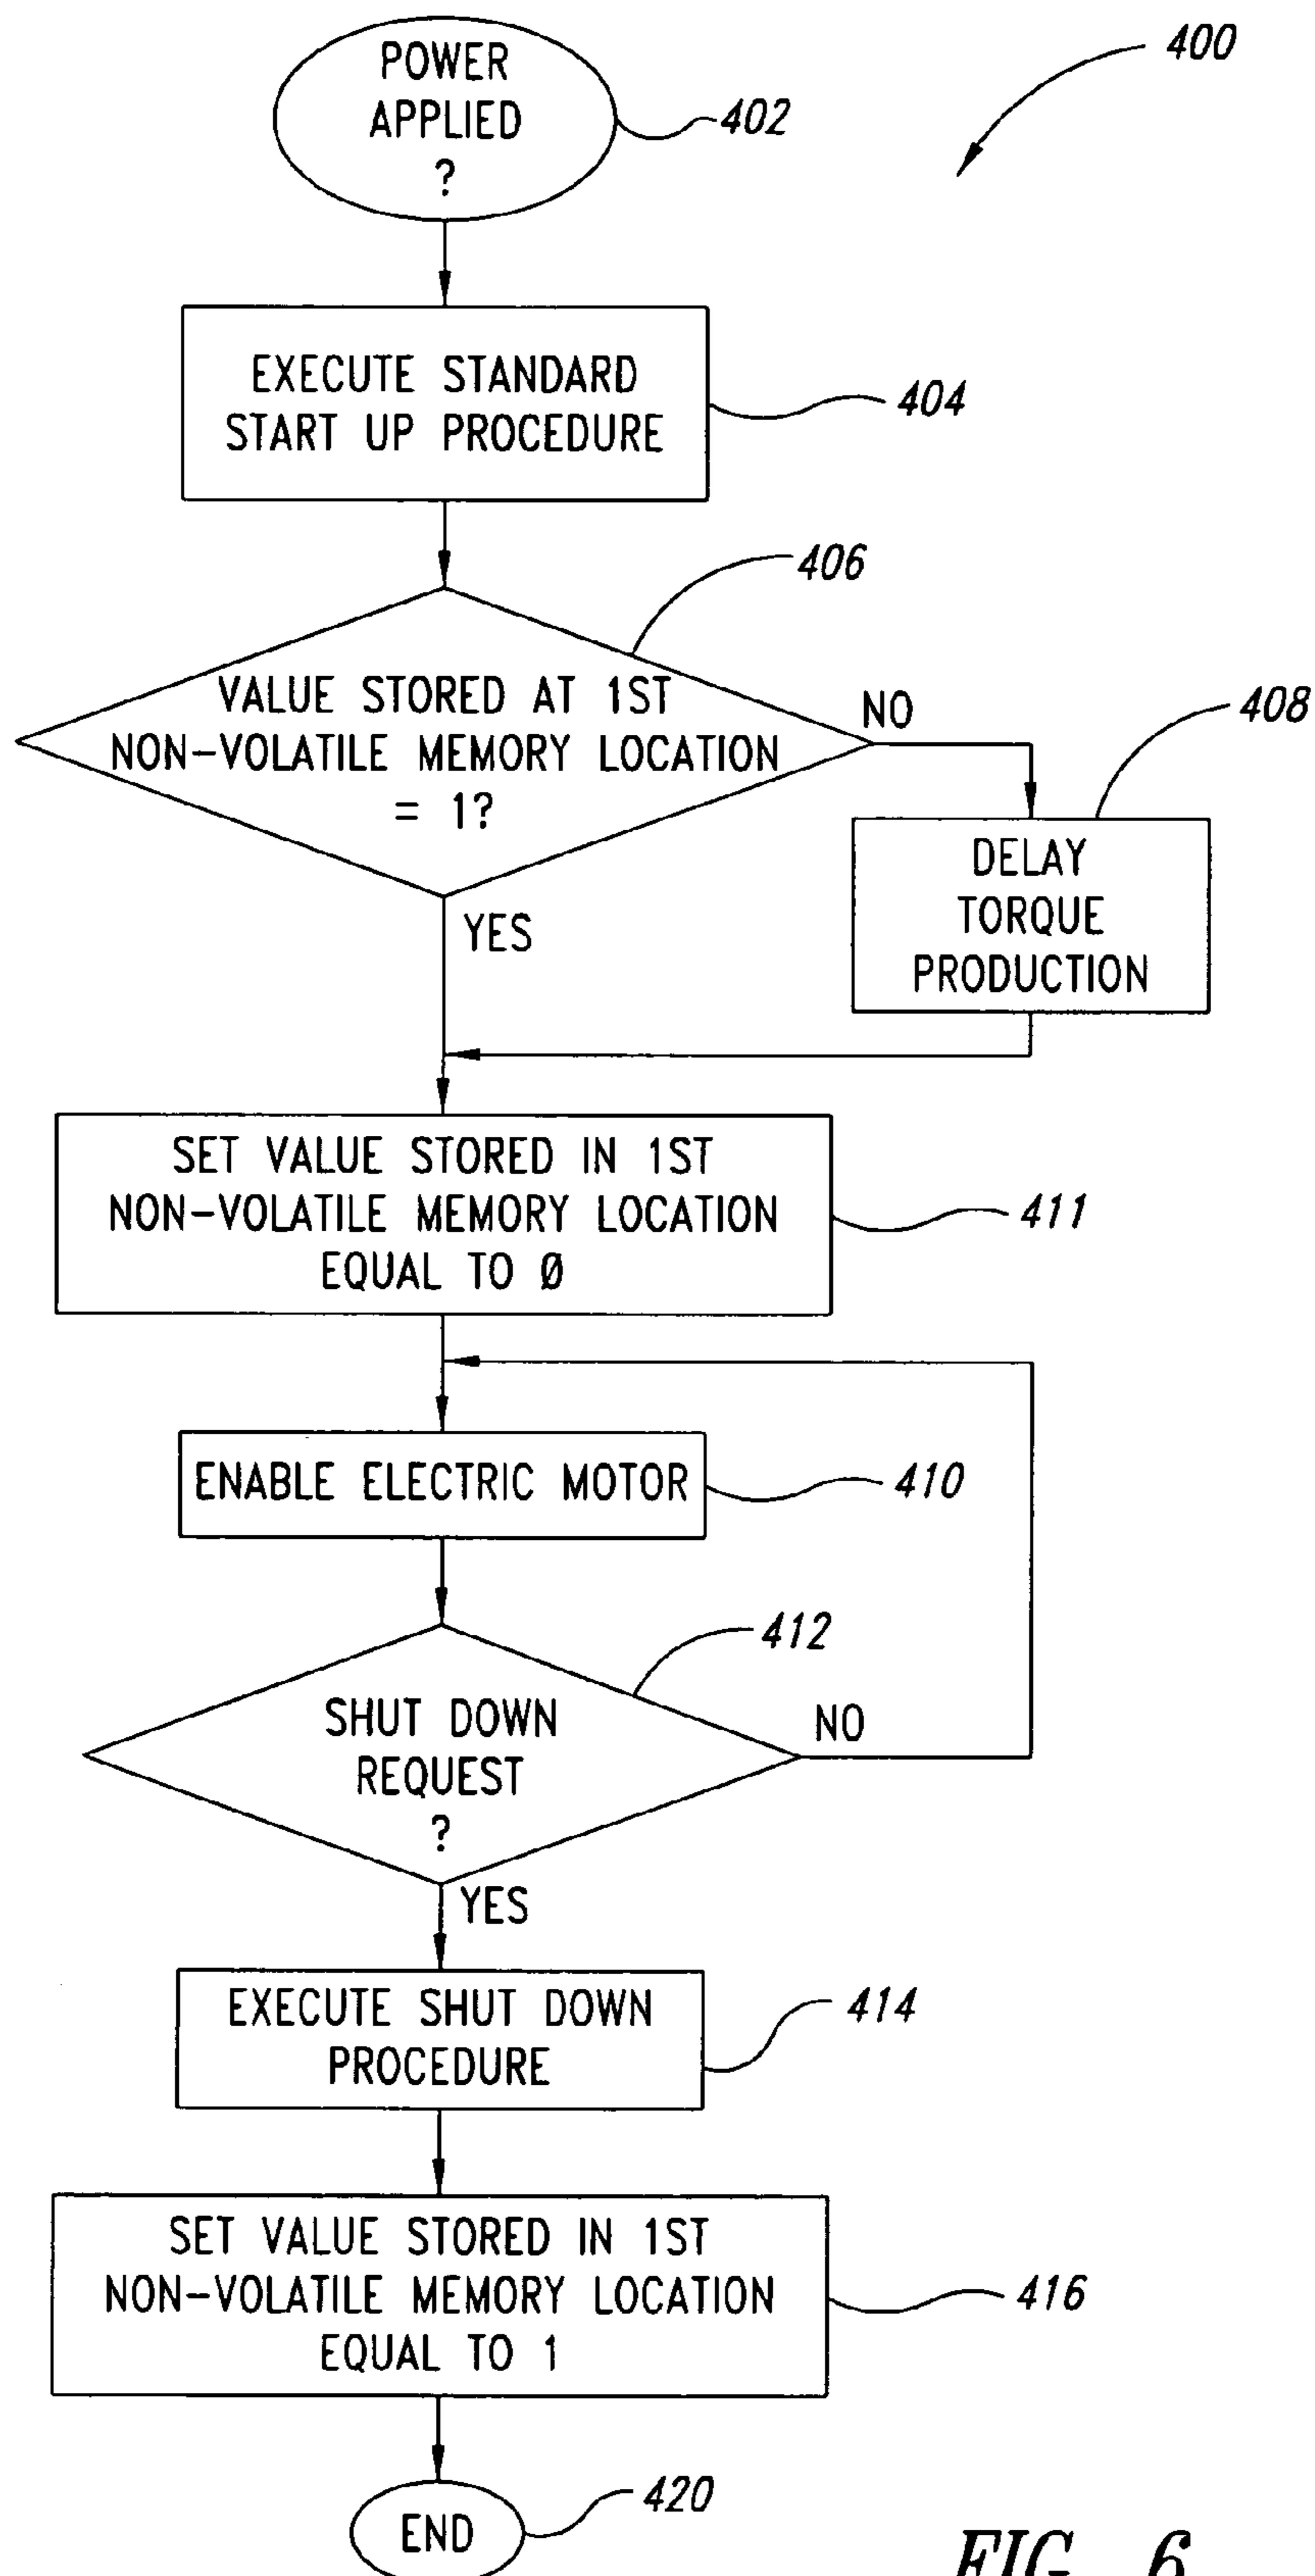 400
POWER
APPLIED
?
402
EXECUTE STANDARD
START UP PROCEDURE
404
406
VALUE STORED AT 1ST
NON-VOLATILE MEMORY LOCATION
= 1?
NO
408
DELAY
TORQUE
PRODUCTION
YES
SET VALUE STORED IN 1ST
NON-VOLATILE MEMORY LOCATION
EQUAL TO Ø
411
ENABLE ELECTRIC MOTOR
410
412
SHUT DOWN
REQUEST
?
NO
YES
EXECUTE SHUT DOWN
PROCEDURE
414
SET VALUE STORED IN 1ST
NON-VOLATILE MEMORY LOCATION
EQUAL TO 1
416
END
420
FIG. 6